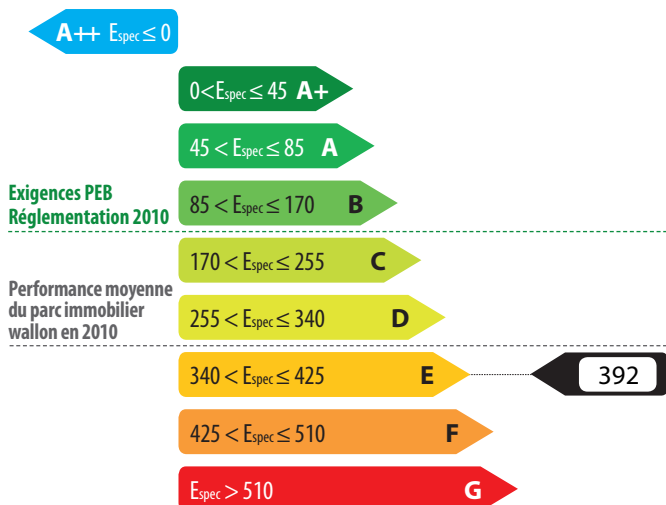 A++ Espec ≤ 0
0 < Espec ≤ 45 A+
45 < Espec ≤ 85 A
Exigences PEB
Réglementation 2010
85 < Espec ≤ 170 B
170 < Espec ≤ 255 C
Performance moyenne
du parc immobilier
wallon en 2010
255 < Espec ≤ 340 D
340 < Espec ≤ 425 E 392
425 < Espec ≤ 510 F
Espec > 510 G